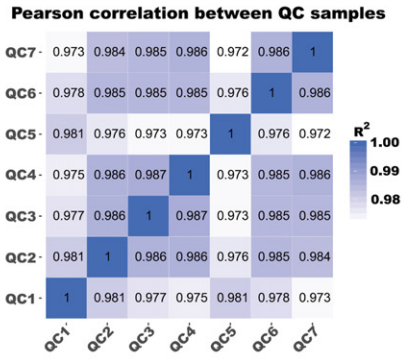 Pearson correlation between QC samples
QC7 0.973 0.984 0.985 0.986 0.972 0.986 1
QC6 0.978 0.985 0.985 0.985 0.976 1 0.986
QC5 0.981 0.976 0.973 0.973 1 0.976 0.972
QC4 0.975 0.986 0.987 1 0.973 0.985 0.986
QC3 0.977 0.986 1 0.987 0.973 0.985 0.985
QC2 0.981 1 0.986 0.986 0.976 0.985 0.984
QC1 1 0.981 0.977 0.975 0.981 0.978 0.973
QC1 QC2 QC3 QC4 QC5 QC6 QC7
R²
1.00
0.99
0.98